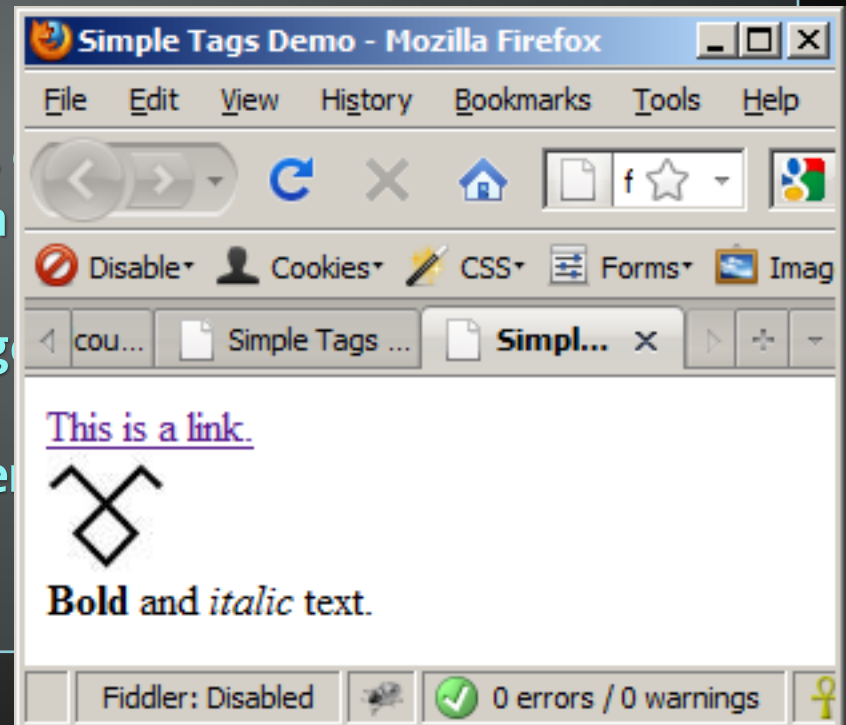 Simple Tags Demo - Mozilla Firefox
File Edit View History Bookmarks Tools Help
f
Disable Cookies CSS Forms Imag
cou... Simple Tags ... Simpl...
This is a link.
Bold and italic text.
Fiddler: Disabled 0 errors / 0 warnings